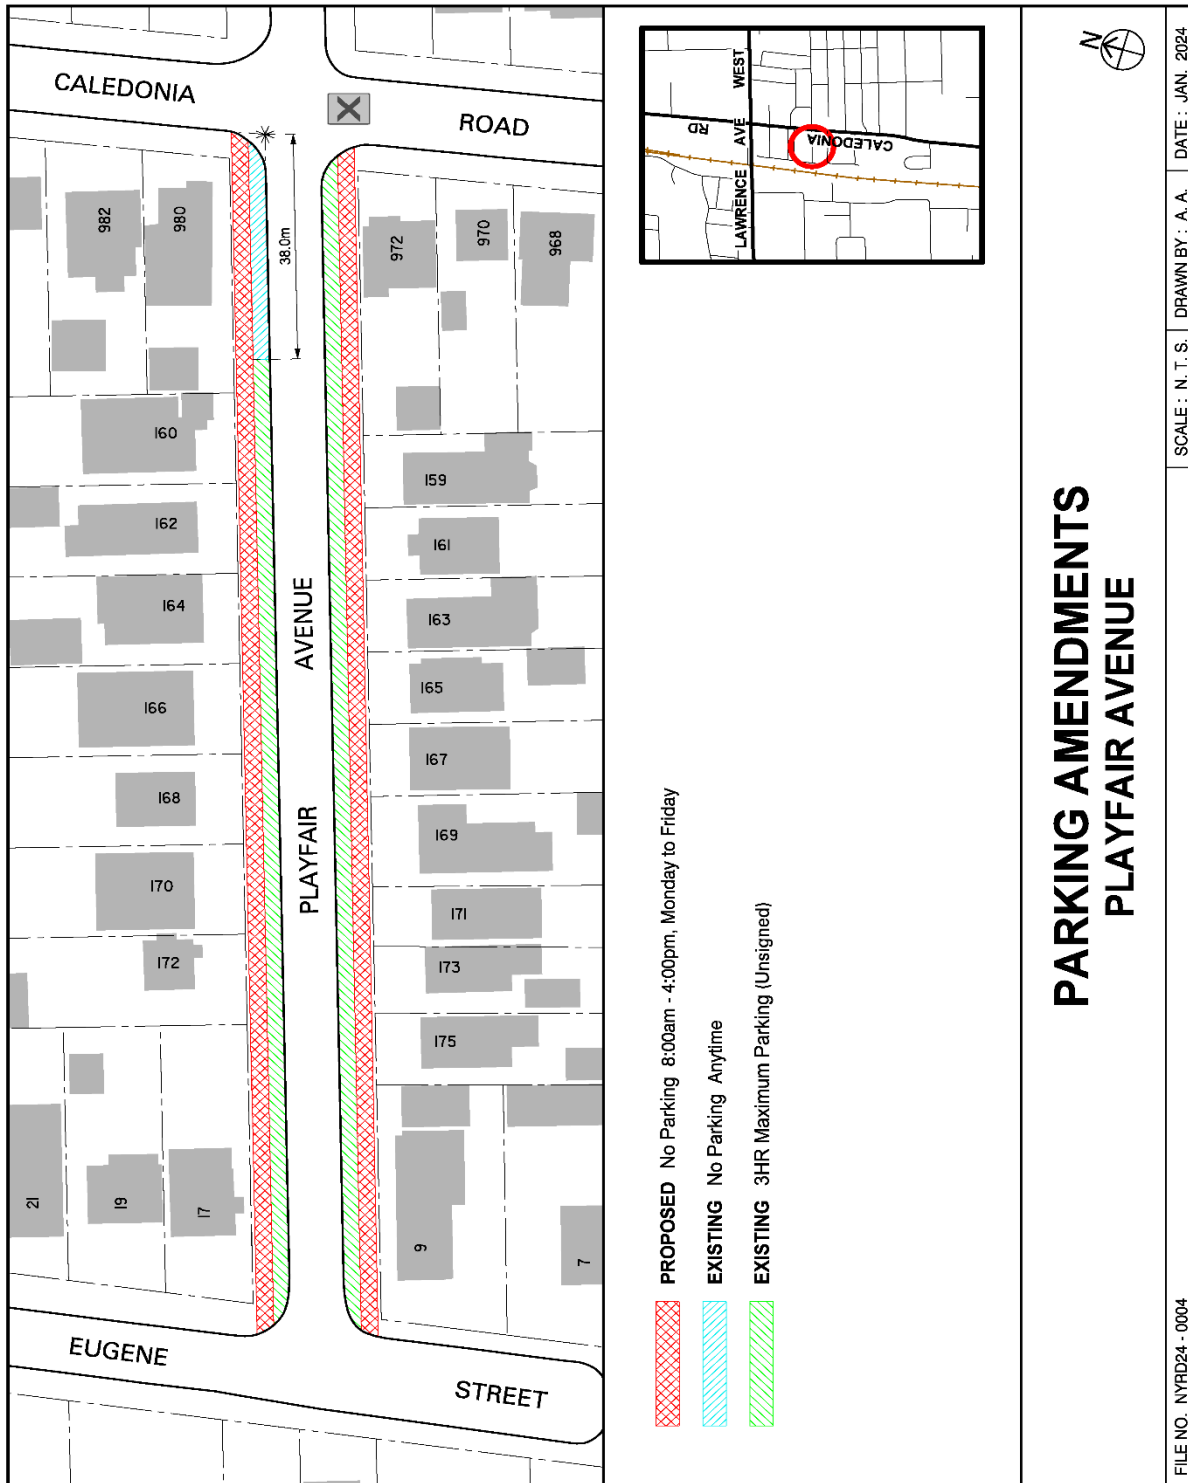 CALEDONIA
ROAD
X
982
980
38.0m
972
970
968
160
162
164
166
168
170
172
159
161
163
165
167
169
171
173
175
PLAYFAIR AVENUE
21
19
17
9
7
EUGENE
STREET
LAWRENCE AVE WEST
CALEDONIA RD
N
PROPOSED No Parking 8:00am - 4:00pm, Monday to Friday
EXISTING No Parking Anytime
EXISTING 3HR Maximum Parking (Unsigned)
PARKING AMENDMENTS
PLAYFAIR AVENUE
FILE NO. NYRD24 - 0004
SCALE : N. T. S.
DRAWN BY : A. A.
DATE : JAN. 2024